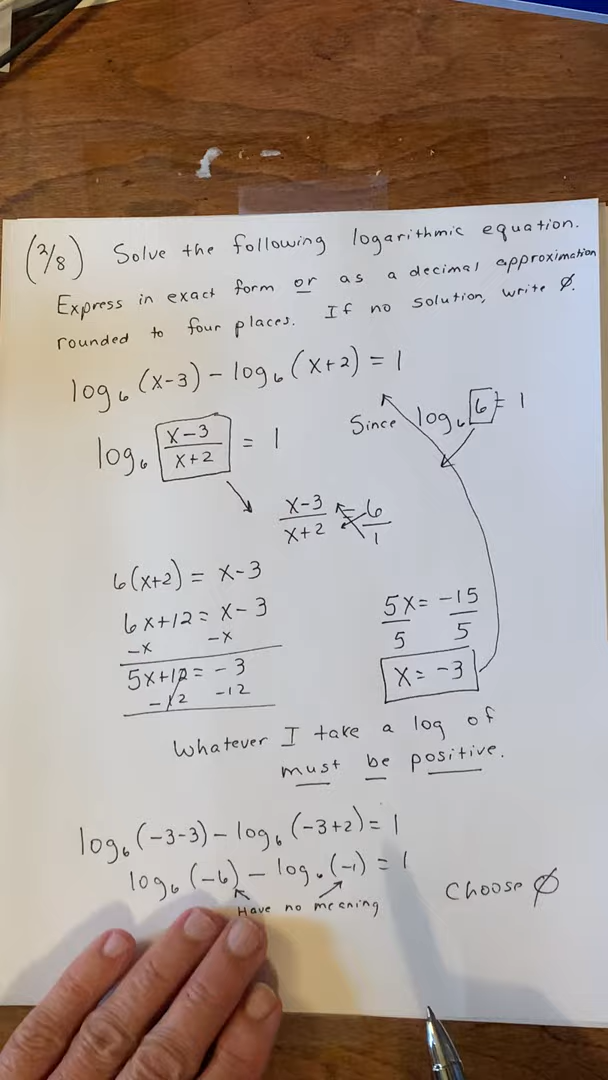 (2/8) Solve the following logarithmic equation.
Express in exact form or as a decimal approximation
rounded to four places. If no solution, write ∅.
log₆(x-3) - log₆(x+2) = 1
log₆ (x-3)/(x+2) = 1
Since log₆ 6 = 1
(x-3)/(x+2) = 6/1
6(x+2) = x-3
6x+12 = x-3
-x -x
5x+12 = -3
-12 -12
5x/5 = -15/5
x = -3
Whatever I take a log of
must be positive.
log₆(-3-3) - log₆(-3+2) = 1
log₆(-6) - log₆(-1) = 1
Have no meaning
Choose ∅